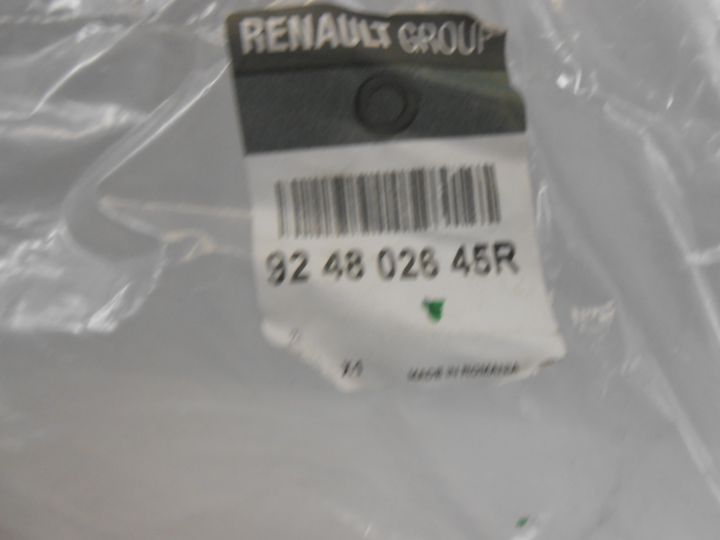 RENAULT GROUP
92 48 026 45R
MADE IN ROMANIA